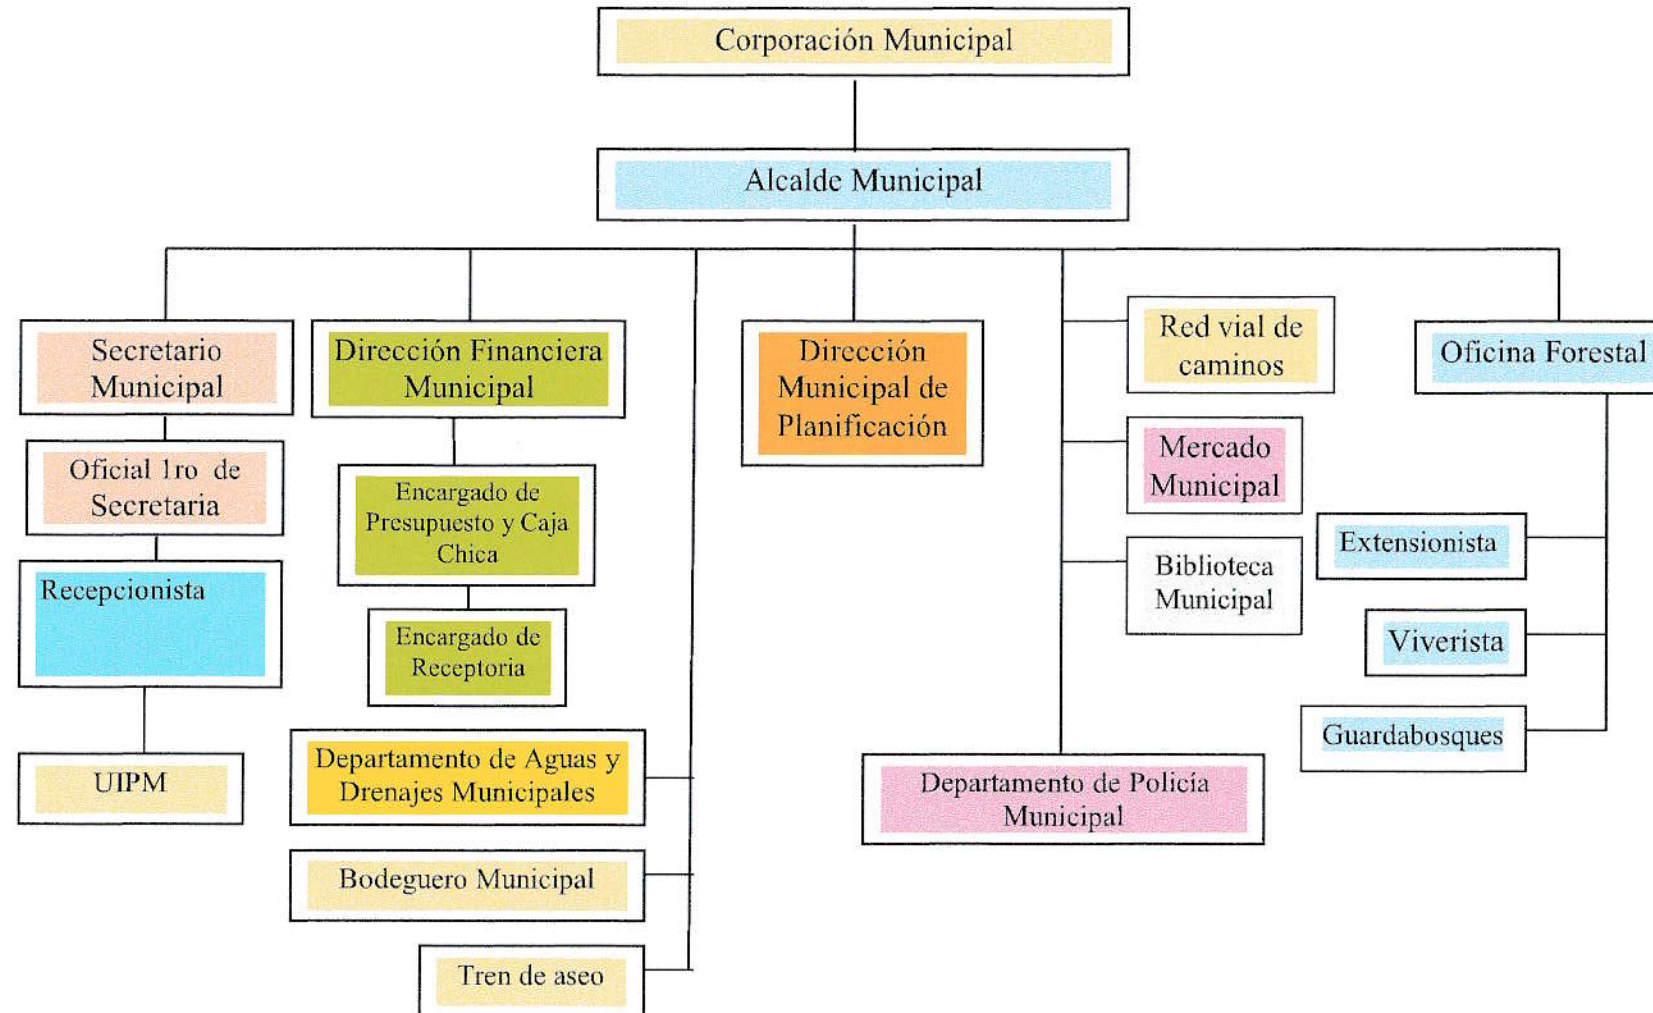 Corporación Municipal
Alcalde Municipal
Secretario
Municipal
Dirección Financiera
Municipal
Dirección
Municipal de
Planificación
Red vial de
caminos
Oficina Forestal
Oficial 1ro de
Secretaria
Encargado de
Presupuesto y Caja
Chica
Mercado
Municipal
Recepcionista
Encargado de
Receptoria
Biblioteca
Municipal
Extensionista
Viverista
Guardabosques
UIPM
Departamento de Aguas y
Drenajes Municipales
Departamento de Policía
Municipal
Bodeguero Municipal
Tren de aseo